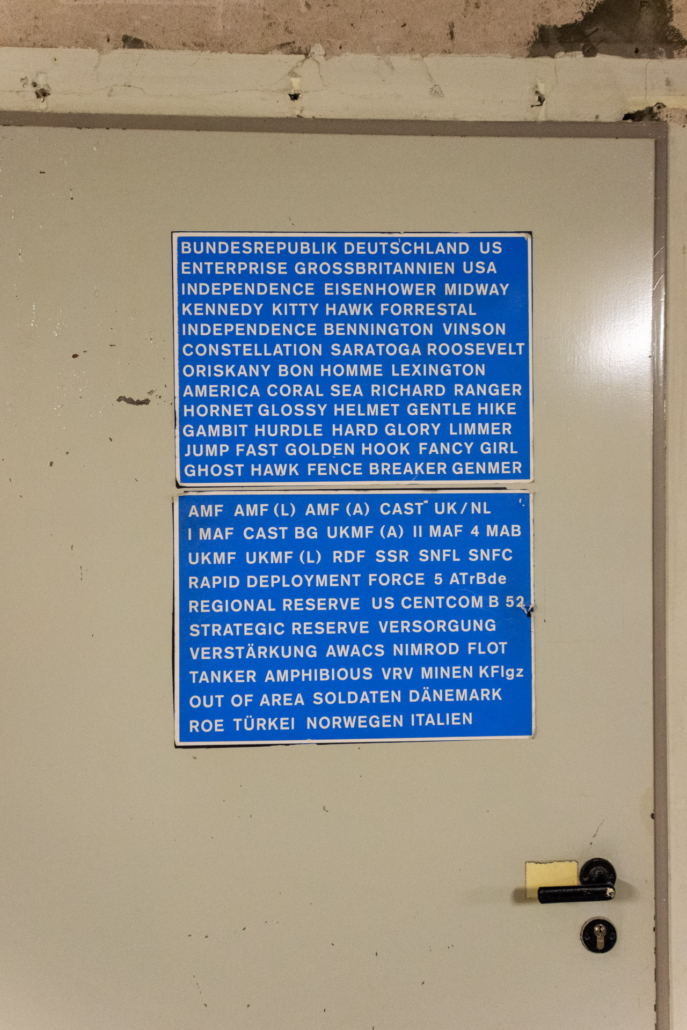 BUNDESREPUBLIK DEUTSCHLAND US
ENTERPRISE GROSSBRITANNIEN USA
INDEPENDENCE EISENHOWER MIDWAY
KENNEDY KITTY HAWK FORRESTAL
INDEPENDENCE BENNINGTON VINSON
CONSTELLATION SARATOGA ROOSEVELT
ORISKANY BON HOMME LEXINGTON
AMERICA CORAL SEA RICHARD RANGER
HORNET GLOSSY HELMET GENTLE HIKE
GAMBIT HURDLE HARD GLORY LIMMER
JUMP FAST GOLDEN HOOK FANCY GIRL
GHOST HAWK FENCE BREAKER GENMER
AMF AMF (L) AMF (A) CAST UK/NL
I MAF CAST BG UKMF (A) II MAF 4 MAB
UKMF UKMF (L) RDF SSR SNFL SNFC
RAPID DEPLOYMENT FORCE 5 ATrBde
REGIONAL RESERVE US CENTCOM B 52
STRATEGIC RESERVE VERSORGUNG
VERSTÄRKUNG AWACS NIMROD FLOT
TANKER AMPHIBIOUS VRV MINEN KFlgz
OUT OF AREA SOLDATEN DÄNEMARK
ROE TÜRKEI NORWEGEN ITALIEN